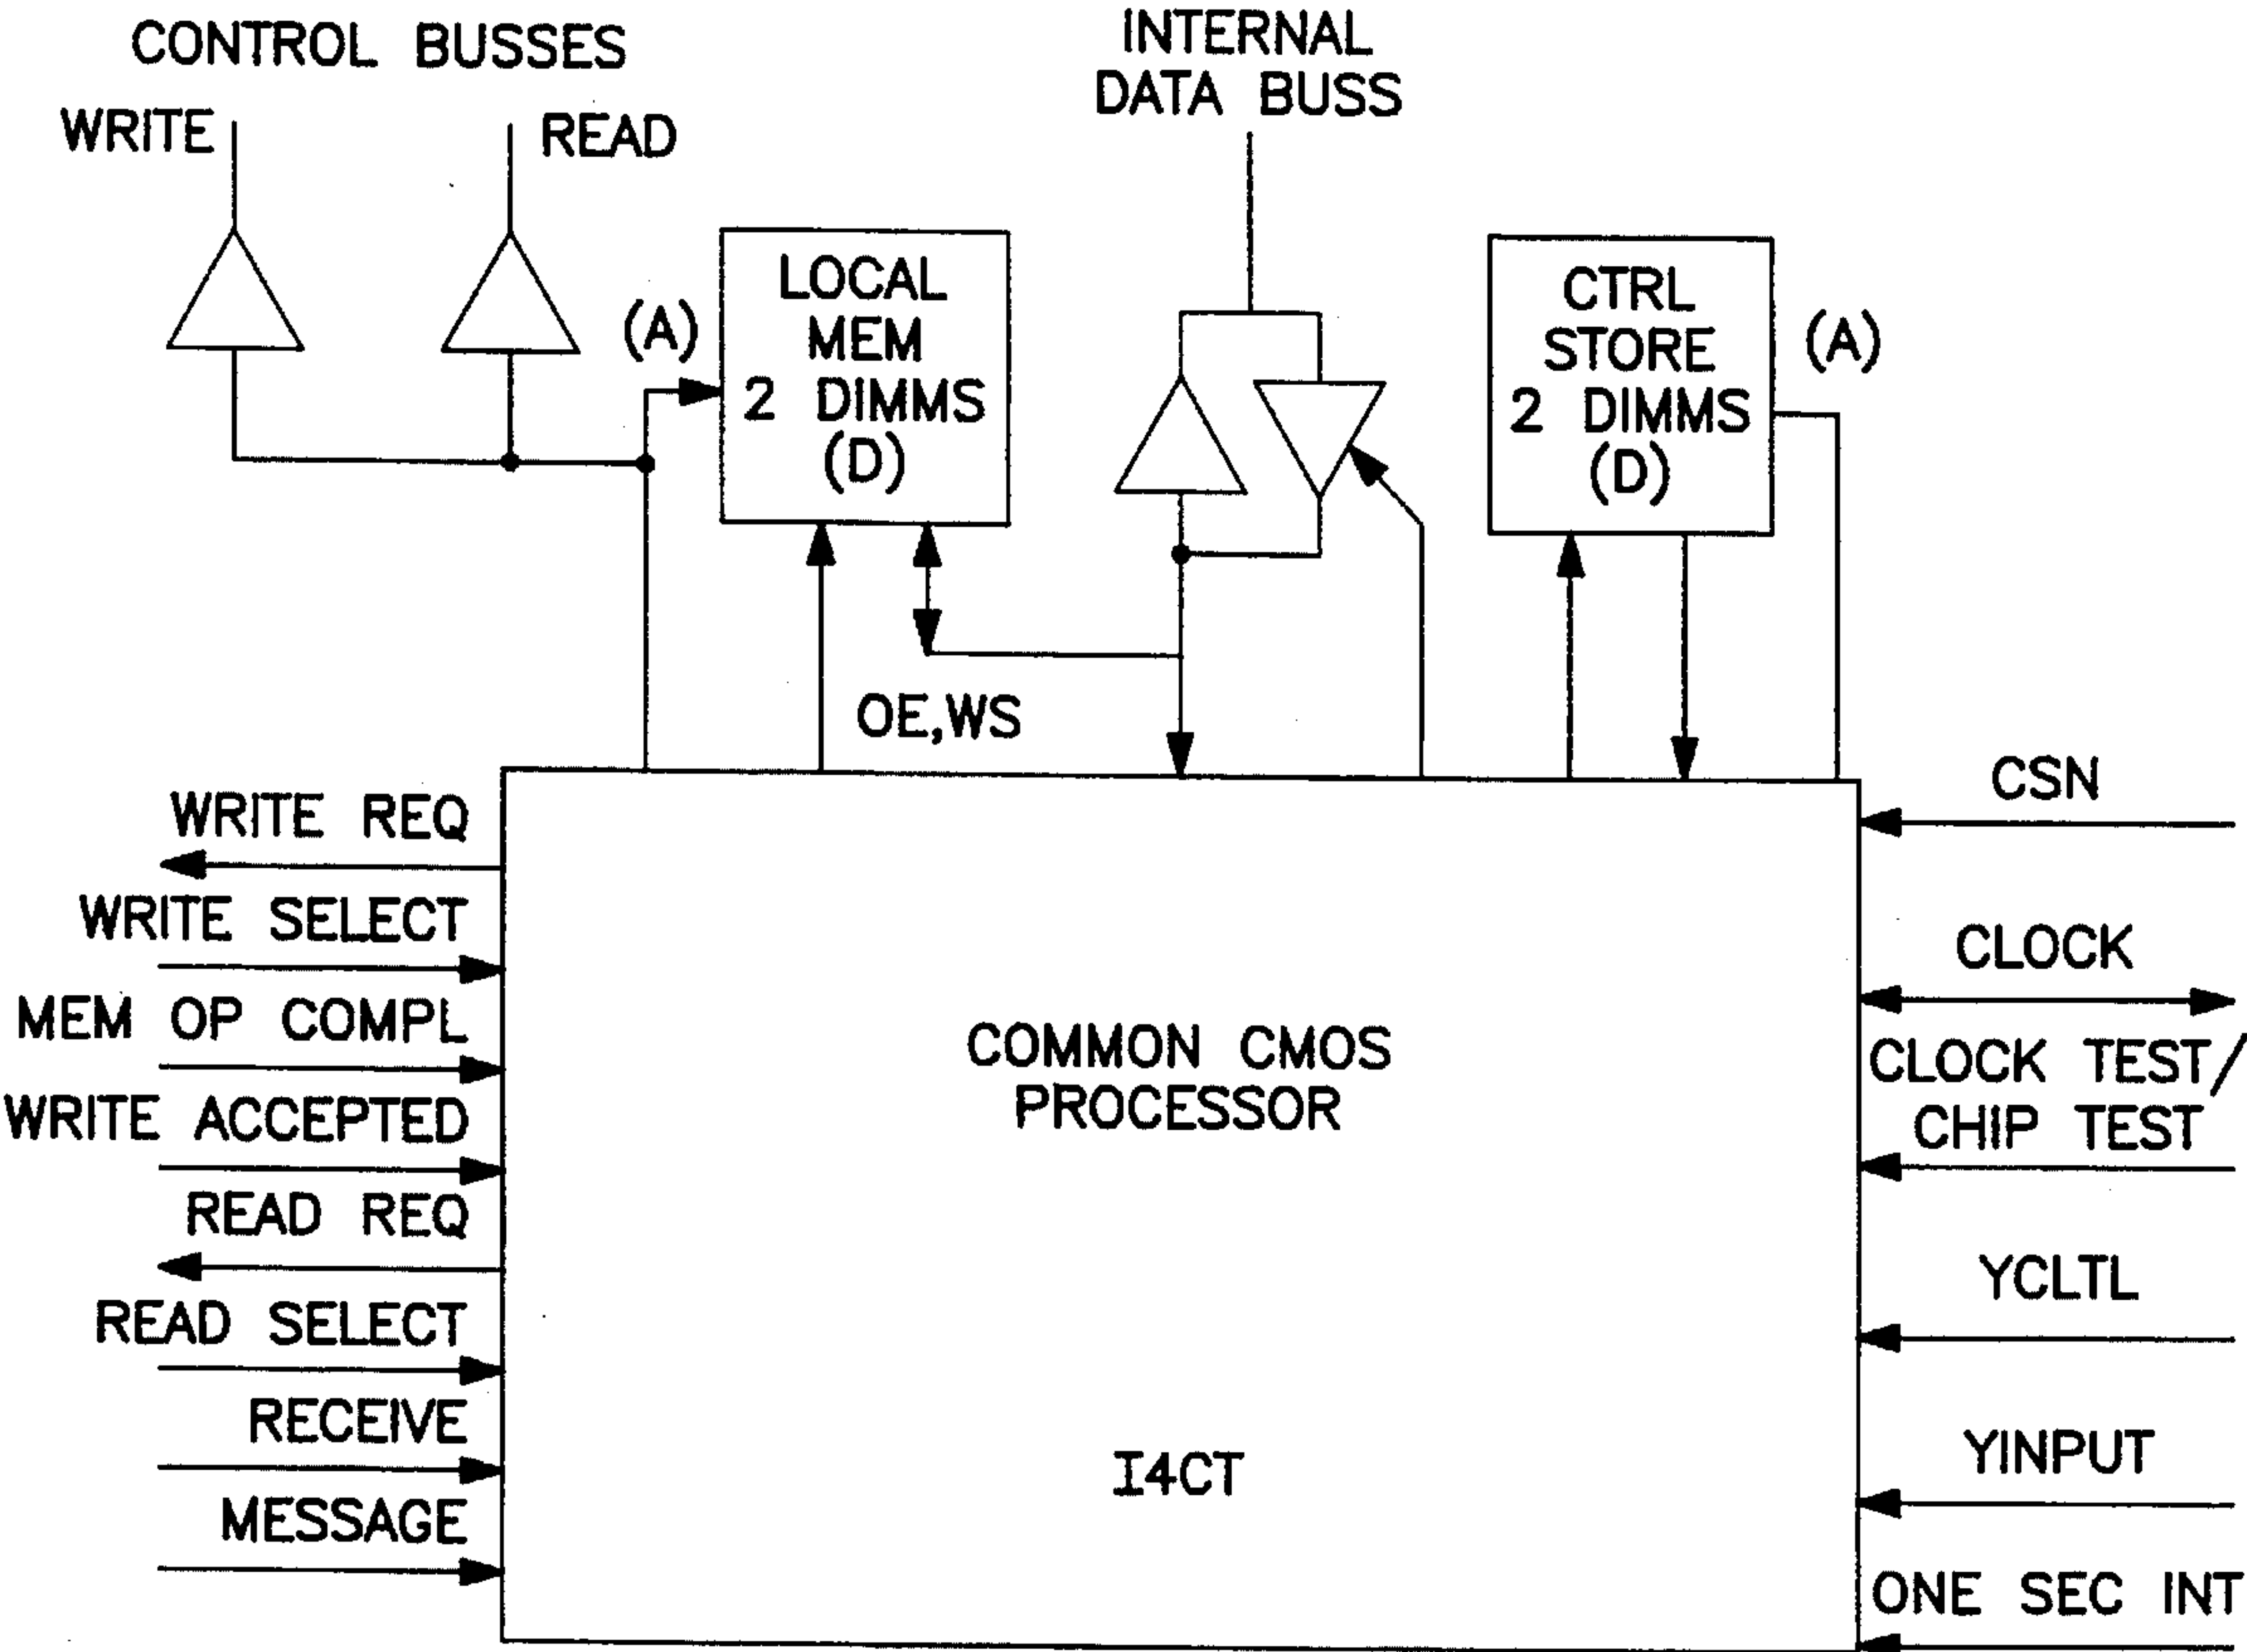 CONTROL BUSSES
WRITE
READ
INTERNAL
DATA BUSS
(A)
LOCAL
MEM
2 DIMMS
(D)
CTRL
STORE
2 DIMMS
(D)
(A)
OE,WS
WRITE REQ
WRITE SELECT
MEM OP COMPL
WRITE ACCEPTED
READ REQ
READ SELECT
RECEIVE
MESSAGE
COMMON CMOS
PROCESSOR
I4CT
CSN
CLOCK
CLOCK TEST/
CHIP TEST
YCLTL
YINPUT
ONE SEC INT